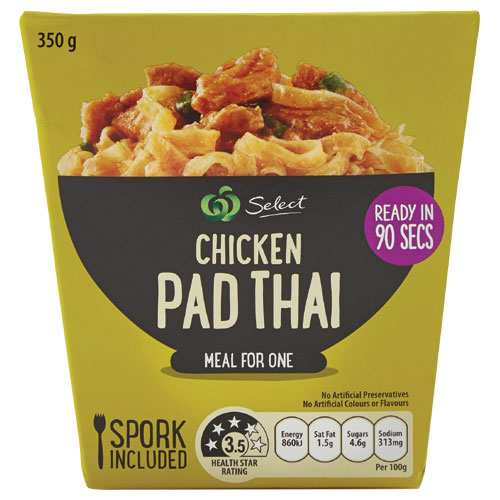 350 g
Select
READY IN
90 SECS
CHICKEN
PAD THAI
MEAL FOR ONE
No Artificial Preservatives
No Artificial Colours or Flavours
SPORK
INCLUDED
3.5
HEALTH STAR
RATING
Energy
860kJ
Sat Fat
1.5g
Sugars
4.6g
Sodium
313mg
Per 100g